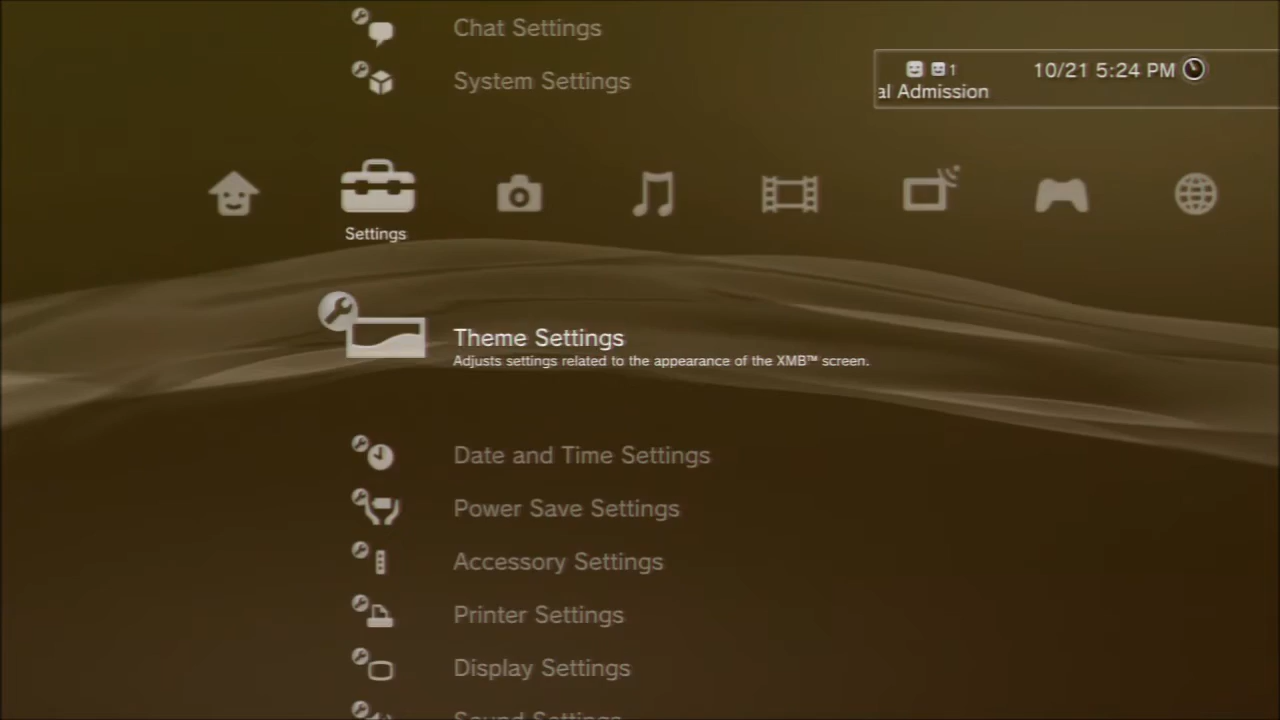 Chat Settings
System Settings
1
10/21 5:24 PM
al Admission
Settings
Theme Settings
Adjusts settings related to the appearance of the XMB™ screen.
Date and Time Settings
Power Save Settings
Accessory Settings
Printer Settings
Display Settings
Sound Settings